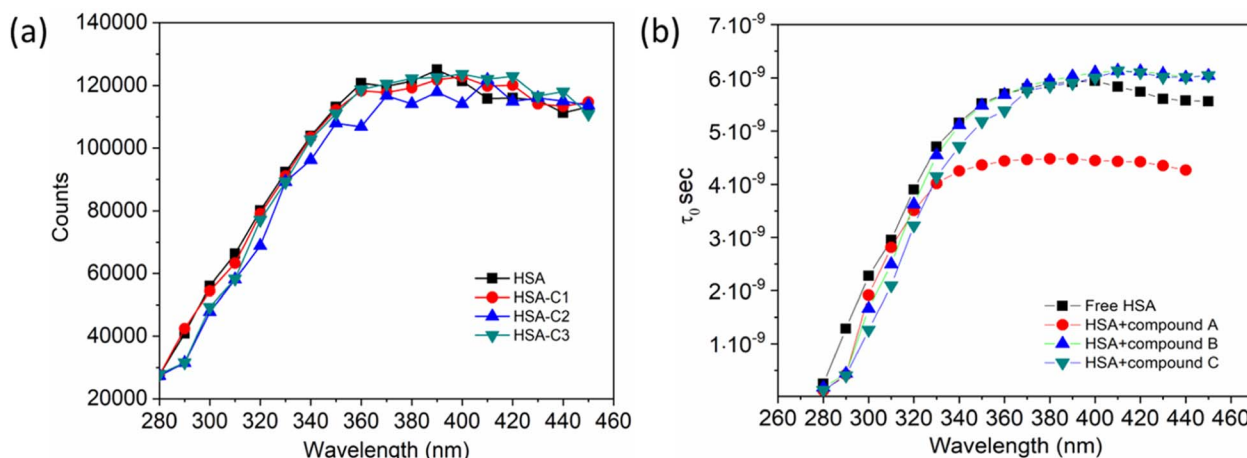 (a)
140000
120000
100000
80000
60000
40000
20000
Counts
280 300 320 340 360 380 400 420 440 460
Wavelength (nm)
HSA
HSA-C1
HSA-C2
HSA-C3
(b)
7·10⁻⁹
6·10⁻⁹
5·10⁻⁹
4·10⁻⁹
3·10⁻⁹
2·10⁻⁹
1·10⁻⁹
τ₀ sec
260 280 300 320 340 360 380 400 420 440 460
Wavelength (nm)
Free HSA
HSA+compound A
HSA+compound B
HSA+compound C